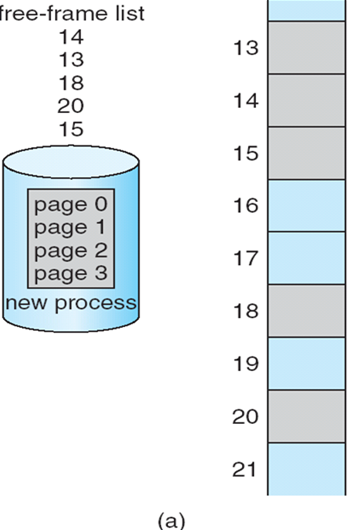 free-frame list
14
13
18
20
15
page 0
page 1
page 2
page 3
new process
13
14
15
16
17
18
19
20
21
(a)